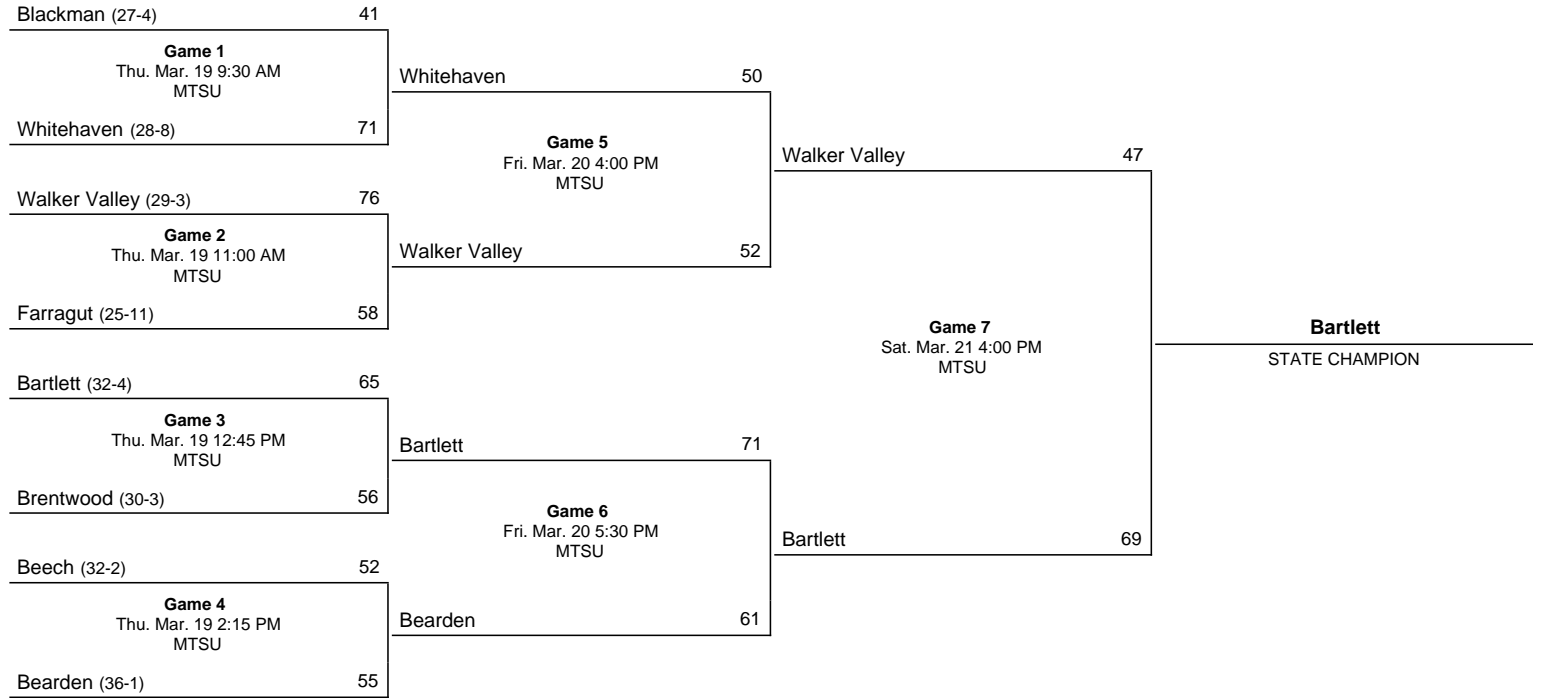 Blackman (27-4) 41
Game 1
Thu. Mar. 19 9:30 AM
MTSU
Whitehaven (28-8) 71
Walker Valley (29-3) 76
Game 2
Thu. Mar. 19 11:00 AM
MTSU
Farragut (25-11) 58
Bartlett (32-4) 65
Game 3
Thu. Mar. 19 12:45 PM
MTSU
Brentwood (30-3) 56
Beech (32-2) 52
Game 4
Thu. Mar. 19 2:15 PM
MTSU
Bearden (36-1) 55
Whitehaven 50
Game 5
Fri. Mar. 20 4:00 PM
MTSU
Walker Valley 52
Bartlett 71
Game 6
Fri. Mar. 20 5:30 PM
MTSU
Bearden 61
Walker Valley 47
Game 7
Sat. Mar. 21 4:00 PM
MTSU
Bartlett 69
Bartlett
STATE CHAMPION